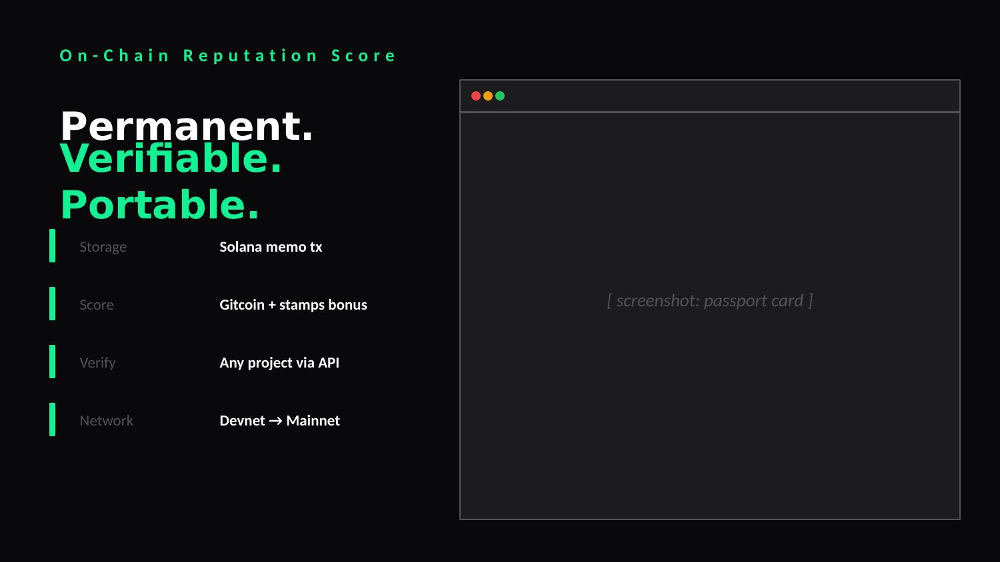 On-Chain Reputation Score
Permanent.
Verifiable.
Portable.
Storage Solana memo tx
Score Gitcoin + stamps bonus
Verify Any project via API
Network Devnet → Mainnet
[ screenshot: passport card ]